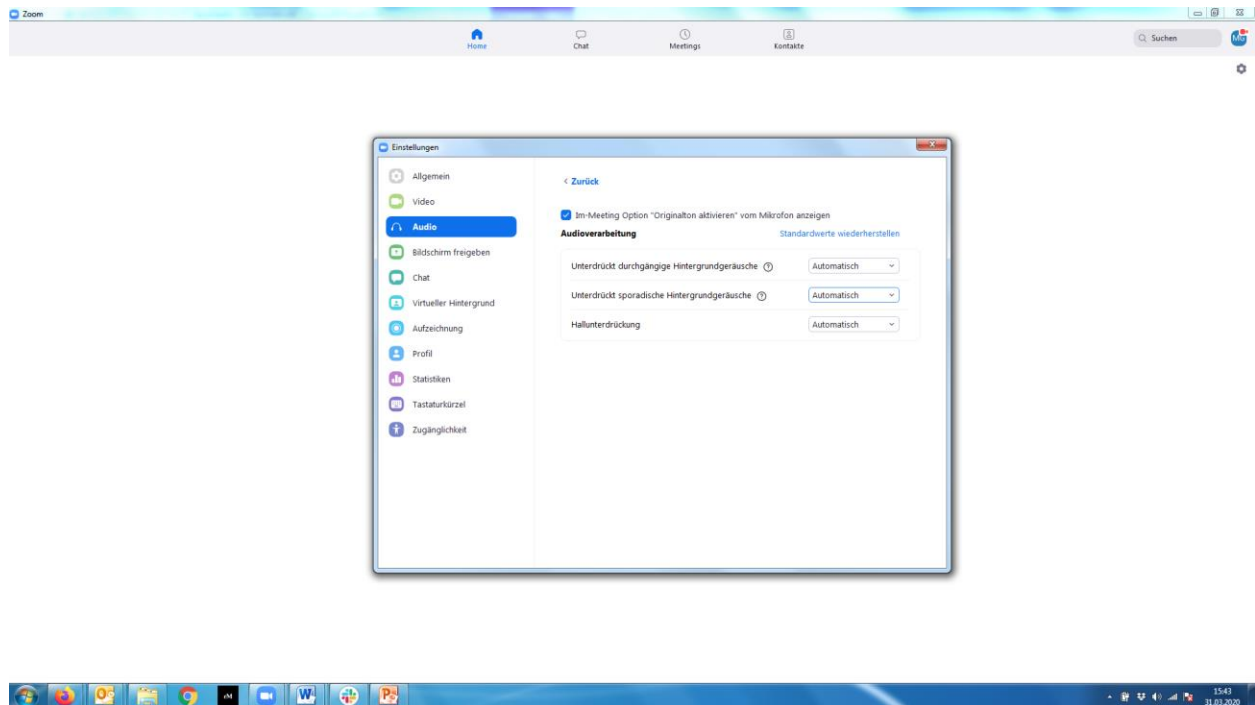 Zoom
Home
Chat
Meetings
Kontakte
Suchen
MG
Einstellungen
Allgemein
Video
Audio
Bildschirm freigeben
Chat
Virtueller Hintergrund
Aufzeichnung
Profil
Statistiken
Tastaturkürzel
Zugänglichkeit
< Zurück
Im-Meeting Option "Originalton aktivieren" vom Mikrofon anzeigen
Audioverarbeitung Standardwerte wiederherstellen
Unterdrückt durchgängige Hintergrundgeräusche ? Automatisch
Unterdrückt sporadische Hintergrundgeräusche ? Automatisch
Hallunterdrückung Automatisch
15:43
31.03.2020